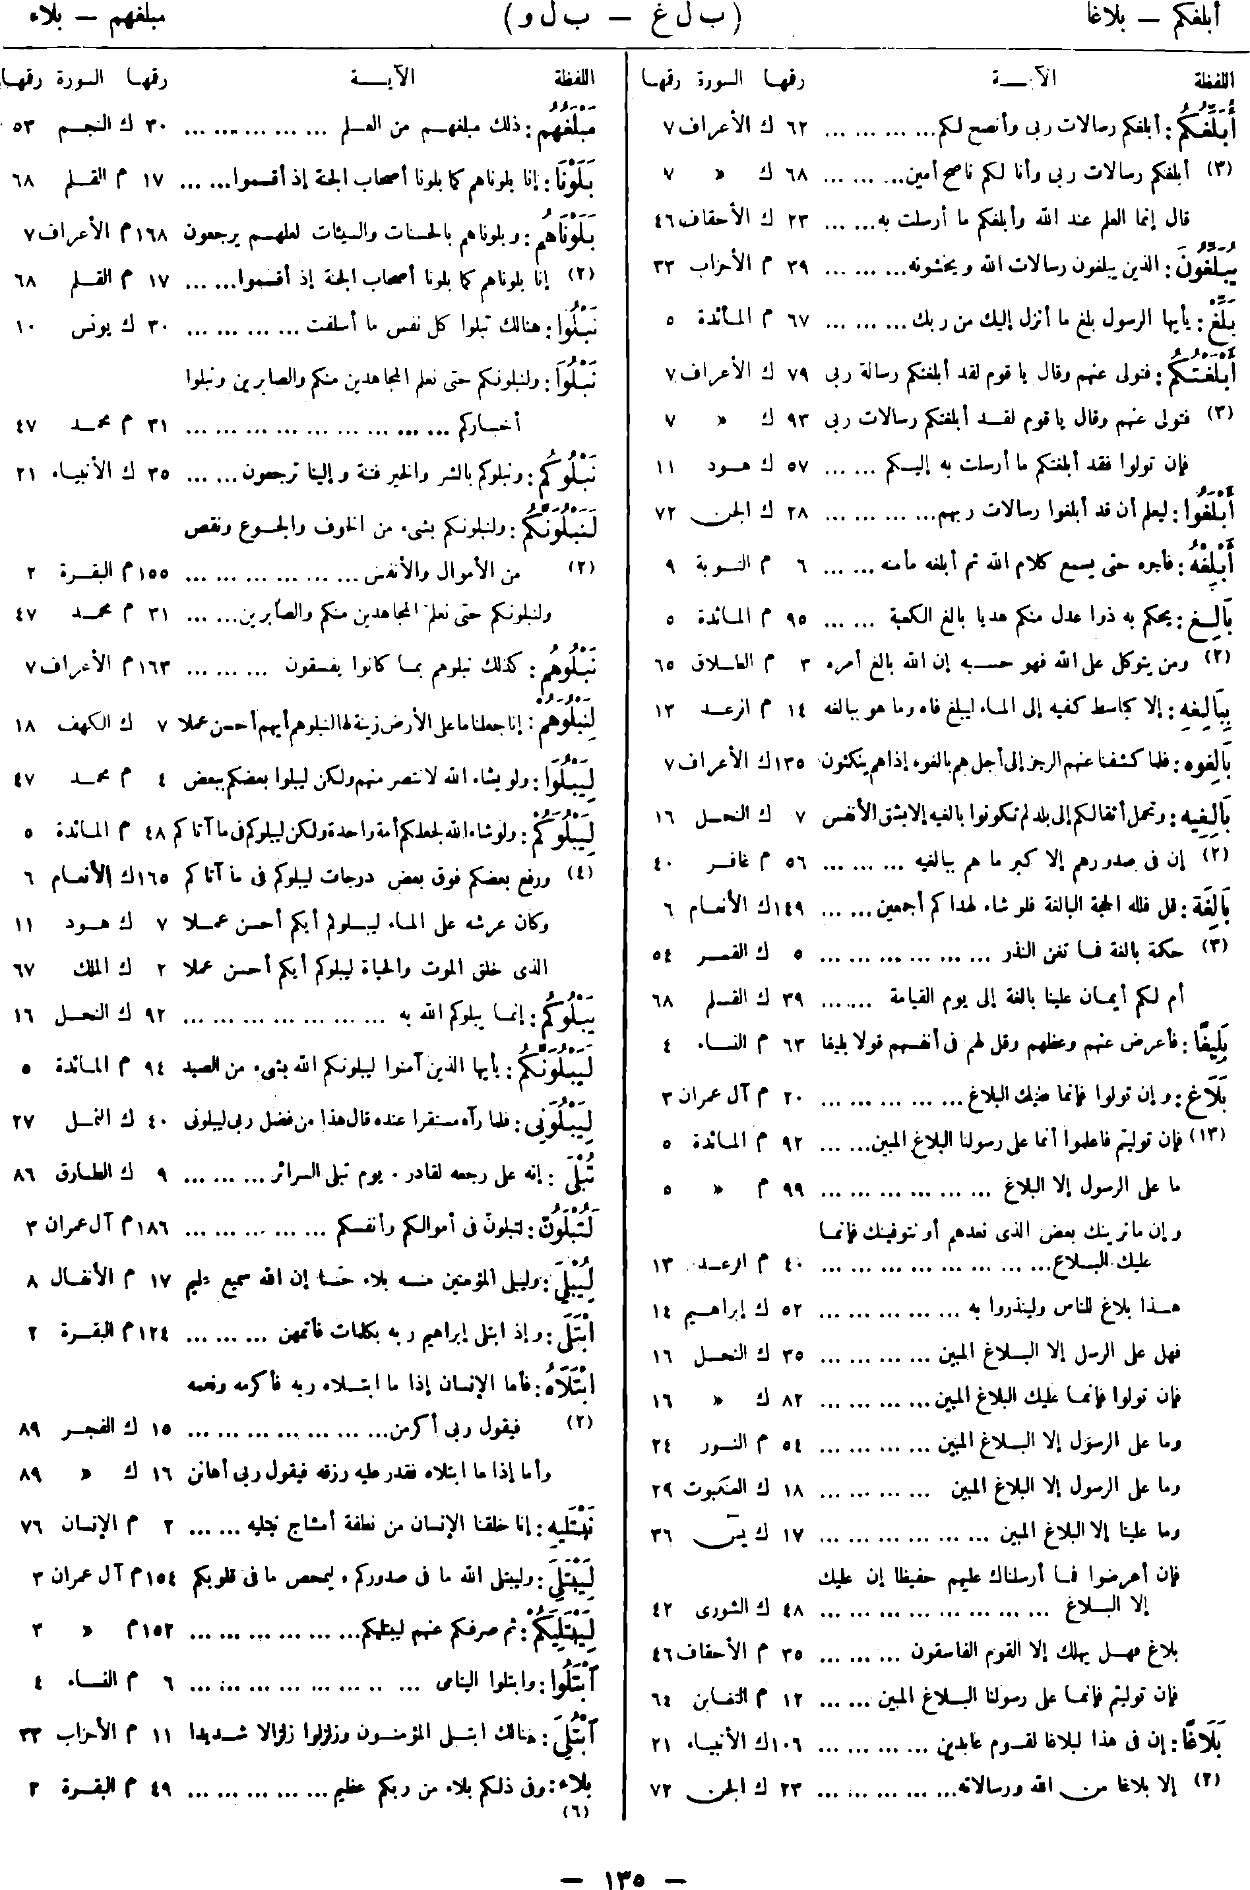 أبلغكم — بلاغا
(ب ل غ — ب ل و)
مبلغهم — بلاء
اللفظة الآيــة رقمها السورة رقمها
أُبَلِّغُكُمْ : أبلغكم رسالات ربى وأنصح لكم ... ... ... ... ٦٢ ك الأعراف ٧
(٣) أبلغكم رسالات ربى وأنا لكم ناصح أمين ... ... ... ٦٨ ك » ٧
قال إنما العلم عند الله وأبلغكم ما أرسلت به ... ... ٢٣ ك الأحقاف ٤٦
يُبَلِّغُونَ : الذين يبلغون رسالات الله ويخشونه ... ... ... ٣٩ م الأحزاب ٣٣
بَلِّغْ : يأيها الرسول بلغ ما أنزل إليك من ربك ... ... ... ٦٧ م المائدة ٥
أَبْلَغْتُكُمْ : فتولى عنهم وقال يا قوم لقد أبلغتكم رسالة ربى ٧٩ ك الأعراف ٧
(٣) فتولى عنهم وقال يا قوم لقد أبلغتكم رسالات ربى ٩٣ ك » ٧
فإن تولوا فقد أبلغتكم ما أرسلت به إليكم ... ... ٥٧ ك هود ١١
أَبْلَغُوا : ليعلم أن قد أبلغوا رسالات ربهم ... ... ... ... ٢٨ ك الجن ٧٢
أَبْلِغْهُ : فأجره حتى يسمع كلام الله ثم أبلغه مأمنه ... ... ٦ م التوبة ٩
بَالِغ : يحكم به ذوا عدل منكم هديا بالغ الكعبة ... ... ٩٥ م المائدة ٥
(٢) ومن يتوكل على الله فهو حسبه إن الله بالغ أمره ٣ م الطلاق ٦٥
بِبَالِغِهِ : إلا كباسط كفيه إلى الماء ليبلغ فاه وما هو ببالغه ١٤ م الرعد ١٣
بَالِغُوه : فلما كشفنا عنهم الرجز إلى أجل هم بالغوه إذا هم ينكثون ١٣٥ ك الأعراف ٧
بَالِغِيهِ : وتحمل أثقالكم إلى بلد لم تكونوا بالغيه إلا بشق الأنفس ٧ ك النحل ١٦
(٢) إن فى صدورهم إلا كبر ما هم ببالغيه ... ... ... ٥٦ م غافر ٤٠
بَالِغَة : قل فلله الحجة البالغة فلو شاء لهداكم أجمعين ... ... ١٤٩ ك الأنعام ٦
(٣) حكمة بالغة فما تغن النذر ... ... ... ... ... ... ٥ ك القمر ٥٤
أم لكم أيمان علينا بالغة إلى يوم القيامة ... ... ٣٩ ك القلم ٦٨
بَلِيغًا : فأعرض عنهم وعظهم وقل لهم فى أنفسهم قولا بليغا ٦٣ م النساء ٤
بَلَاغ : وإن تولوا فإنما عليك البلاغ ... ... ... ... ... ٢٠ م آل عمران ٣
(١٣) فإن توليتم فاعلموا أنما على رسولنا البلاغ المبين ... ... ٩٢ م المائدة ٥
ما على الرسول إلا البلاغ ... ... ... ... ... ... ٩٩ م » ٥
وإن ما نرينك بعض الذى نعدهم أو نتوفينك فإنما
عليك البلاغ ... ... ... ... ... ... ... ... ٤٠ م الرعد ١٣
هذا بلاغ للناس ولينذروا به ... ... ... ... ... ٥٢ ك إبراهيم ١٤
فهل على الرسل إلا البلاغ المبين ... ... ... ... ٣٥ ك النحل ١٦
فإن تولوا فإنما عليك البلاغ المبين ... ... ... ... ٨٢ ك » ١٦
وما على الرسول إلا البلاغ المبين ... ... ... ... ٥٤ م النور ٢٤
وما على الرسول إلا البلاغ المبين ... ... ... ... ١٨ ك العنكبوت ٢٩
وما علينا إلا البلاغ المبين ... ... ... ... ... ... ١٧ ك يس ٣٦
فإن أعرضوا فما أرسلناك عليهم حفيظا إن عليك
إلا البلاغ ... ... ... ... ... ... ... ... ٤٨ ك الشورى ٤٢
بلاغ فهل يهلك إلا القوم الفاسقون ... ... ... ٣٥ م الأحقاف ٤٦
فإن توليتم فإنما على رسولنا البلاغ المبين ... ... ١٢ م التغابن ٦٤
بَلَاغًا : إن فى هذا لبلاغا لقوم عابدين ... ... ... ... ١٠٦ ك الأنبياء ٢١
(٢) إلا بلاغا من الله ورسالاته ... ... ... ... ... ٢٣ ك الجن ٧٢
اللفظة الآيــة رقمها السورة رقمها
مَبْلَغُهُمْ : ذلك مبلغهم من العلم ... ... ... ... ... ٣٠ ك النجم ٥٣
بَلَوْنَا : إنا بلوناهم كما بلونا أصحاب الجنة إذ أقسموا ... ... ١٧ م القلم ٦٨
بَلَوْنَاهُم : وبلوناهم بالحسنات والسيئات لعلهم يرجعون ١٦٨ م الأعراف ٧
(٢) إنا بلوناهم كما بلونا أصحاب الجنة إذ أقسموا ... ... ١٧ م القلم ٦٨
تَبْلُوا : هنالك تبلوا كل نفس ما أسلفت ... ... ... ... ٣٠ ك يونس ١٠
نَبْلُوَا : ولنبلونكم حتى نعلم المجاهدين منكم والصابرين ونبلوا
أخباركم ... ... ... ... ... ... ... ... ... ٣١ م محمد ٤٧
نَبْلُوكُم : ونبلوكم بالشر والخير فتنة وإلينا ترجعون ... ... ٣٥ ك الأنبياء ٢١
لَنَبْلُوَنَّكُمْ : ولنبلونكم بشىء من الخوف والجوع ونقص
(٢) من الأموال والأنفس ... ... ... ... ... ... ١٥٥ م البقرة ٢
ولنبلونكم حتى نعلم المجاهدين منكم والصابرين ... ... ٣١ م محمد ٤٧
نَبْلُوهُمْ : كذلك نبلوهم بما كانوا يفسقون ... ... ... ١٦٣ م الأعراف ٧
لِنَبْلُوَهُمْ : إنا جعلنا ما على الأرض زينة لها لنبلوهم أيهم أحسن عملا ٧ ك الكهف ١٨
لِيَبْلُوَا : ولو يشاء الله لانتصر منهم ولكن ليبلوا بعضكم ببعض ٤ م محمد ٤٧
لِيَبْلُوَكُمْ : ولو شاء الله لجعلكم أمة واحدة ولكن ليبلوكم فى ما آتاكم ٤٨ م المائدة ٥
(٤) ورفع بعضكم فوق بعض درجات ليبلوكم فى ما آتاكم ١٦٥ ك الأنعام ٦
وكان عرشه على الماء ليبلوكم أيكم أحسن عملا ٧ ك هود ١١
الذى خلق الموت والحياة ليبلوكم أيكم أحسن عملا ٢ ك الملك ٦٧
يَبْلُوكُمْ : إنما يبلوكم الله به ... ... ... ... ... ... ... ... ٩٢ ك النحل ١٦
لَيَبْلُوَنَّكُمْ : يأيها الذين آمنوا ليبلونكم الله بشىء من الصيد ٩٤ م المائدة ٥
لِيَبْلُوَنِى : فلما رآه مستقرا عنده قال هذا من فضل ربى ليبلونى ٤٠ ك النمل ٢٧
تُبْلَى : إنه على رجعه لقادر . يوم تبلى السرائر ... ... ... ٩ ك الطارق ٨٦
لَتُبْلَوُنَّ : لتبلون فى أموالكم وأنفسكم ... ... ... ... ... ١٨٦ م آل عمران ٣
لِيُبْلِىَ : وليبلى المؤمنين منه بلاء حسنا إن الله سميع عليم ١٧ م الأنفال ٨
ابْتَلَى : وإذ ابتلى إبراهيم ربه بكلمات فأتمهن ... ... ... ١٢٤ م البقرة ٢
ابْتَلَاهُ : فأما الإنسان إذا ما ابتلاه ربه فأكرمه ونعمه
(٢) فيقول ربى أكرمن ... ... ... ... ... ... ... ١٥ ك الفجر ٨٩
وأما إذا ما ابتلاه فقدر عليه رزقه فيقول ربى أهانن ١٦ ك » ٨٩
نَبْتَلِيهِ : إنا خلقنا الإنسان من نطفة أمشاج نبتليه ... ... ٢ م الإنسان ٧٦
لِيَبْتَلِىَ : وليبتلى الله ما فى صدوركم وليمحص ما فى قلوبكم ١٥٤ م آل عمران ٣
لِيَبْتَلِيَكُمْ : ثم صرفكم عنهم ليبتليكم ... ... ... ... ... ... ١٥٢ م » ٣
اَبْتَلُوا : وابتلوا اليتامى ... ... ... ... ... ... ... ... ٦ م النساء ٤
اَبْتُلِىَ : هنالك ابتلى المؤمنون وزلزلوا زلزالا شديدا ١١ م الأحزاب ٣٣
بلاء : وفى ذلكم بلاء من ربكم عظيم ... ... ... ... ... ٤٩ م البقرة ٢
(٦)
— ١٣٥ —